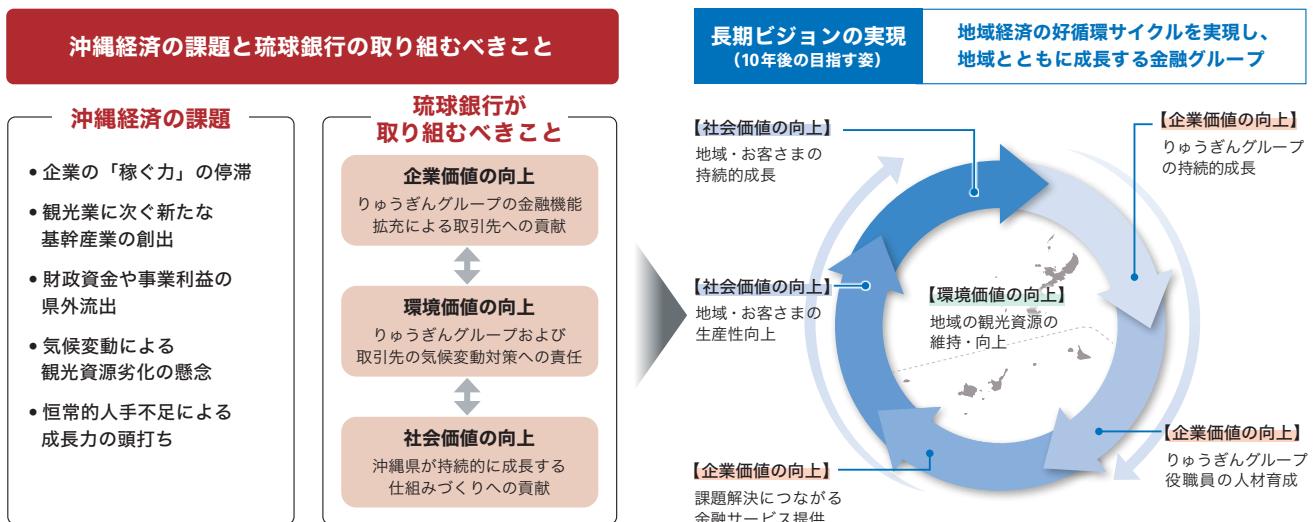 沖縄経済の課題と琉球銀行の取り組むべきこと
沖縄経済の課題
• 企業の「稼ぐ力」の停滞
• 観光業に次ぐ新たな
基幹産業の創出
• 財政資金や事業利益の
県外流出
• 気候変動による
観光資源劣化の懸念
• 恒常的人手不足による
成長力の頭打ち
琉球銀行が
取り組むべきこと
企業価値の向上
りゅうぎんグループの金融機能
拡充による取引先への貢献
環境価値の向上
りゅうぎんグループおよび
取引先の気候変動対策への責任
社会価値の向上
沖縄県が持続的に成長する
仕組みづくりへの貢献
長期ビジョンの実現
（10年後の目指す姿）
地域経済の好循環サイクルを実現し、
地域とともに成長する金融グループ
【社会価値の向上】
地域・お客さまの
持続的成長
【企業価値の向上】
りゅうぎんグループ
の持続的成長
【社会価値の向上】
地域・お客さまの
生産性向上
【環境価値の向上】
地域の観光資源の
維持・向上
【企業価値の向上】
課題解決につながる
金融サービス提供
【企業価値の向上】
りゅうぎんグループ
役職員の人材育成